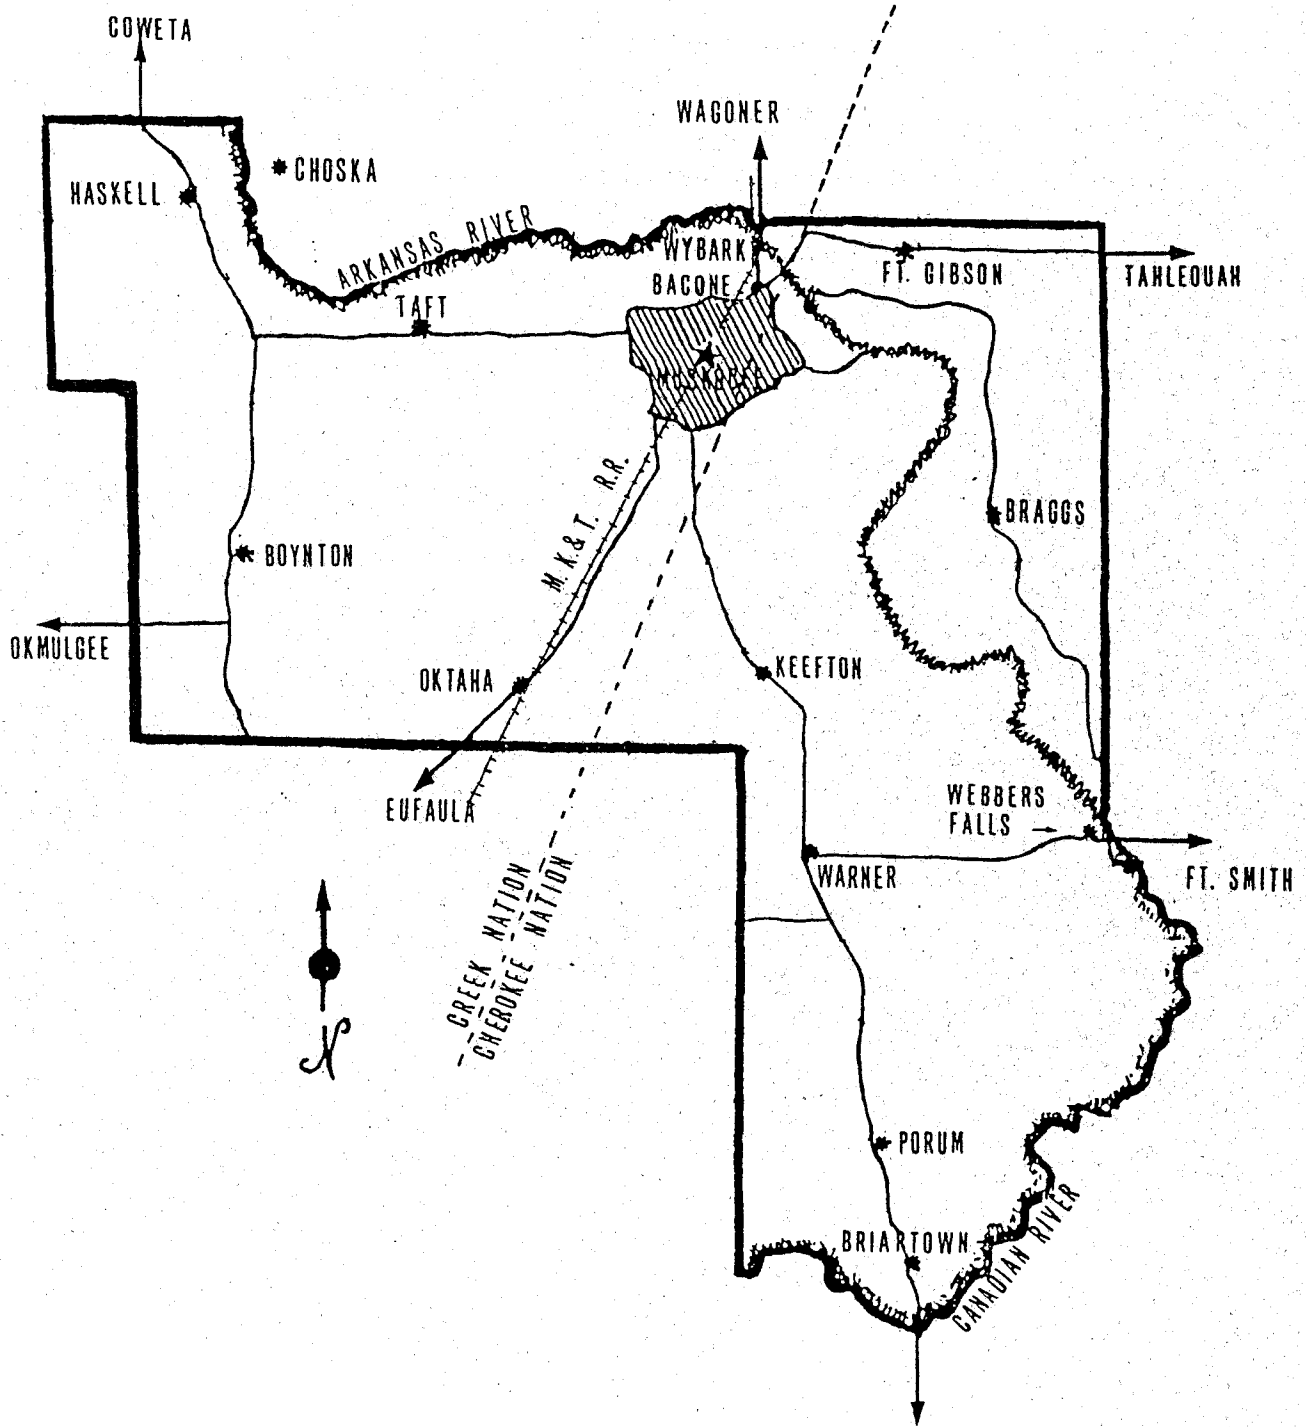 COWETA
WAGONER
CHOSKA
HASKELL
ARKANSAS RIVER
WYBARK
BACONE
FT. GIBSON
TAHLEQUAH
TAFT
MUSKOGEE
M.K.& T. R.R.
BRAGGS
BOYNTON
OKMULGEE
OKTAHA
KEEFTON
EUFAULA
WEBBERS
FALLS
WARNER
FT. SMITH
CREEK NATION
CHEROKEE NATION
N
PORUM
BRIARTOWN
CANADIAN RIVER